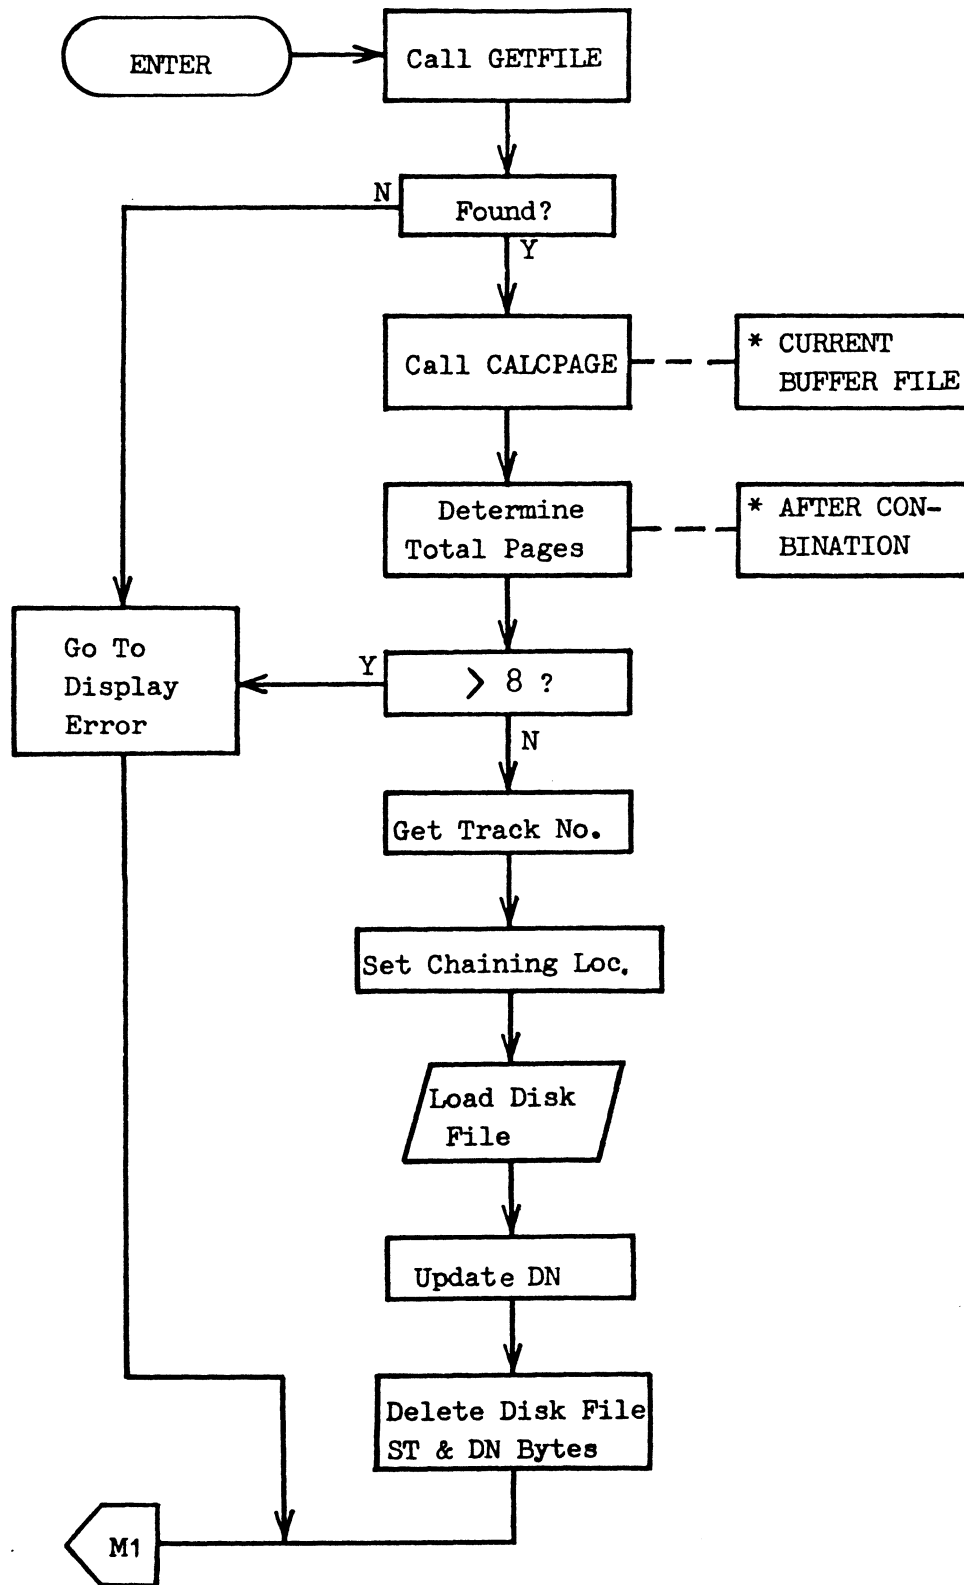 ENTER
Call GETFILE
N
Found?
Y
Call CALCPAGE
* CURRENT
BUFFER FILE
Determine
Total Pages
* AFTER CON-
BINATION
Go To
Display
Error
Y
> 8 ?
N
Get Track No.
Set Chaining Loc.
Load Disk
File
Update DN
Delete Disk File
ST & DN Bytes
M1